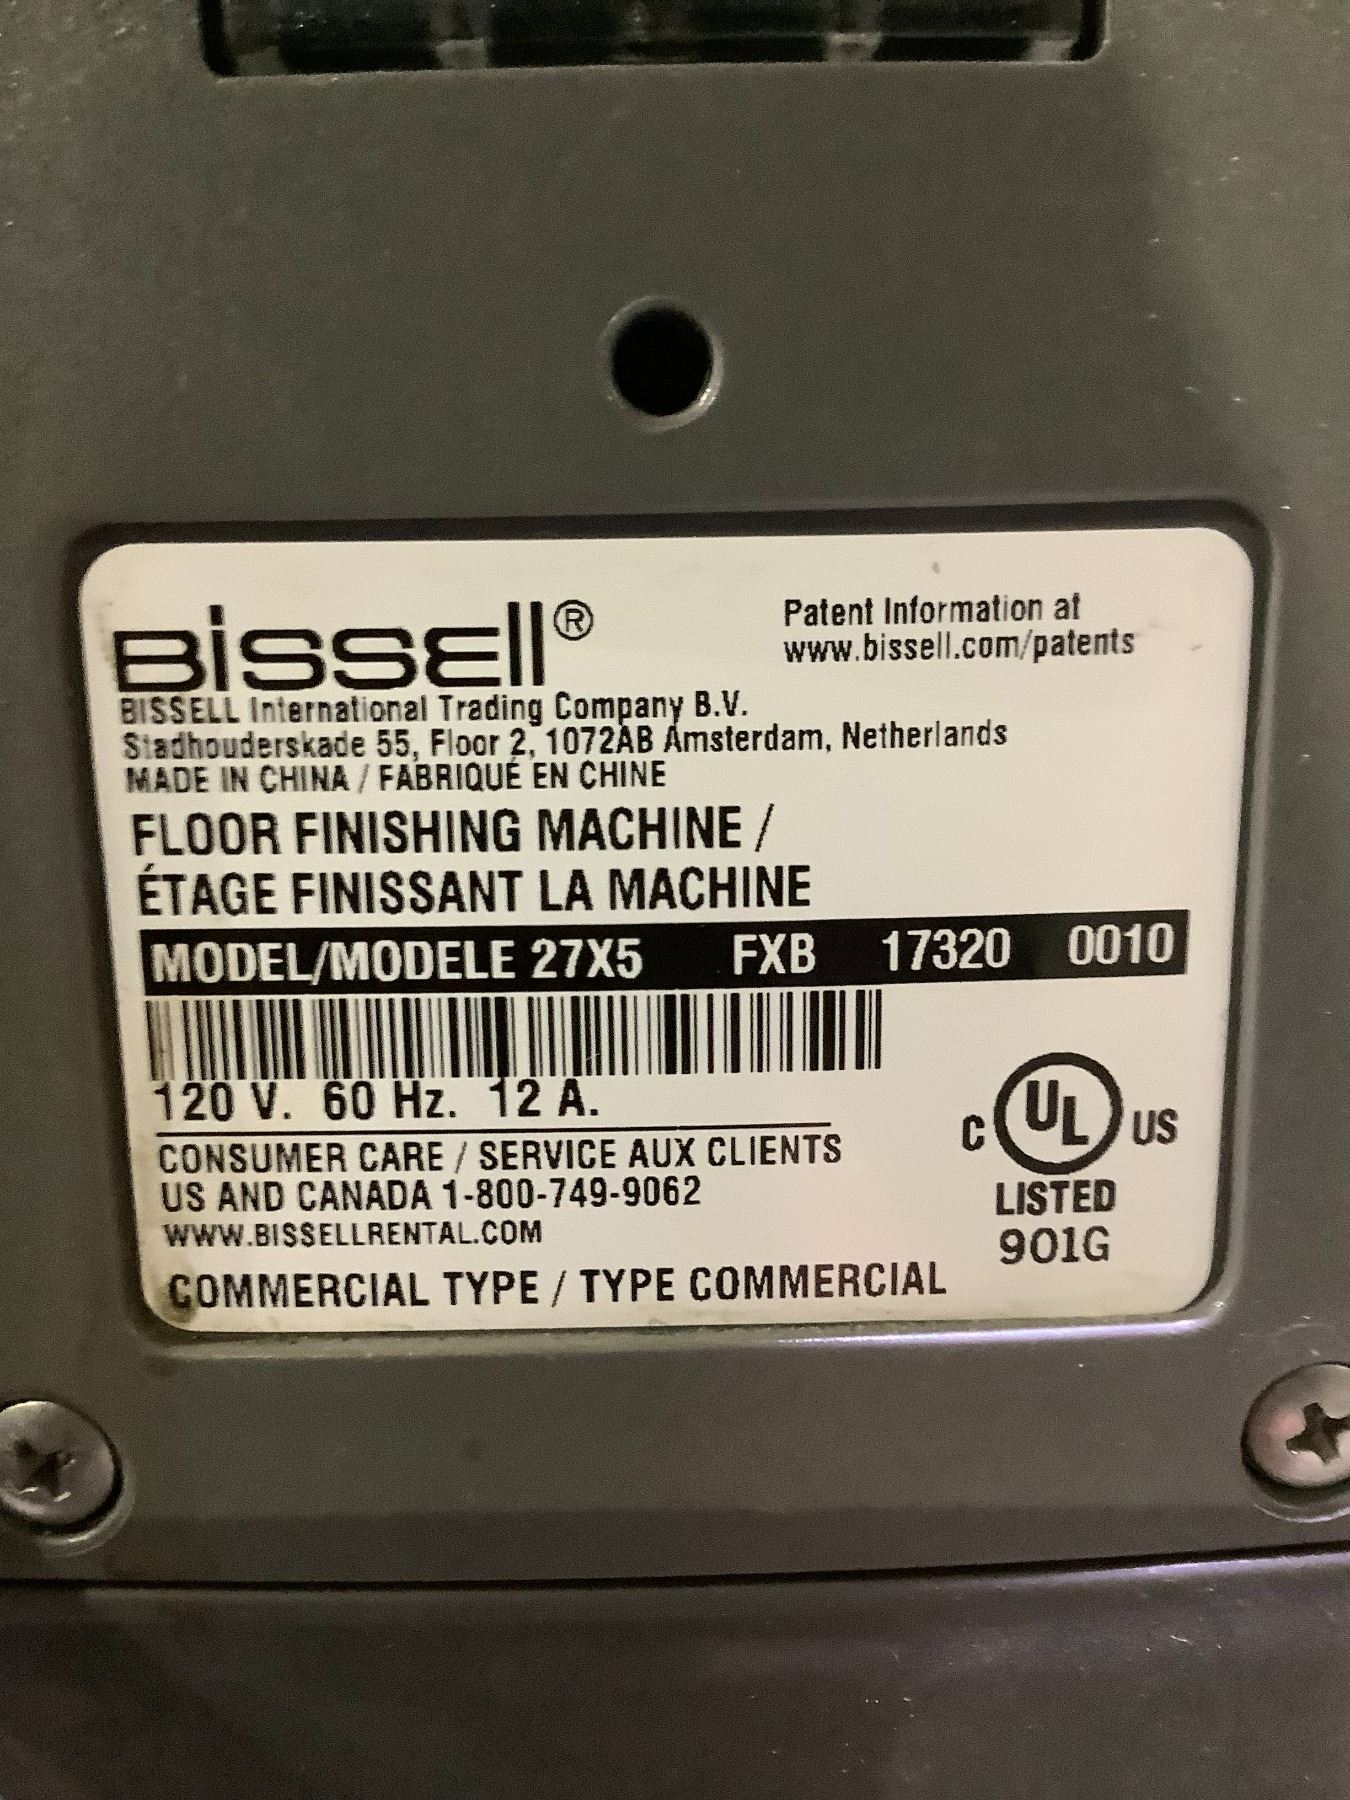 Bissell®
Patent Information at
www.bissell.com/patents
BISSELL International Trading Company B.V.
Stadhouderskade 55, Floor 2, 1072AB Amsterdam, Netherlands
MADE IN CHINA / FABRIQUÉ EN CHINE
FLOOR FINISHING MACHINE /
ÉTAGE FINISSANT LA MACHINE
MODEL/MODELE 27X5 FXB 17320 0010
120 V. 60 Hz. 12 A.
CONSUMER CARE / SERVICE AUX CLIENTS
US AND CANADA 1-800-749-9062
WWW.BISSELLRENTAL.COM
COMMERCIAL TYPE / TYPE COMMERCIAL
C UL US
LISTED
901G